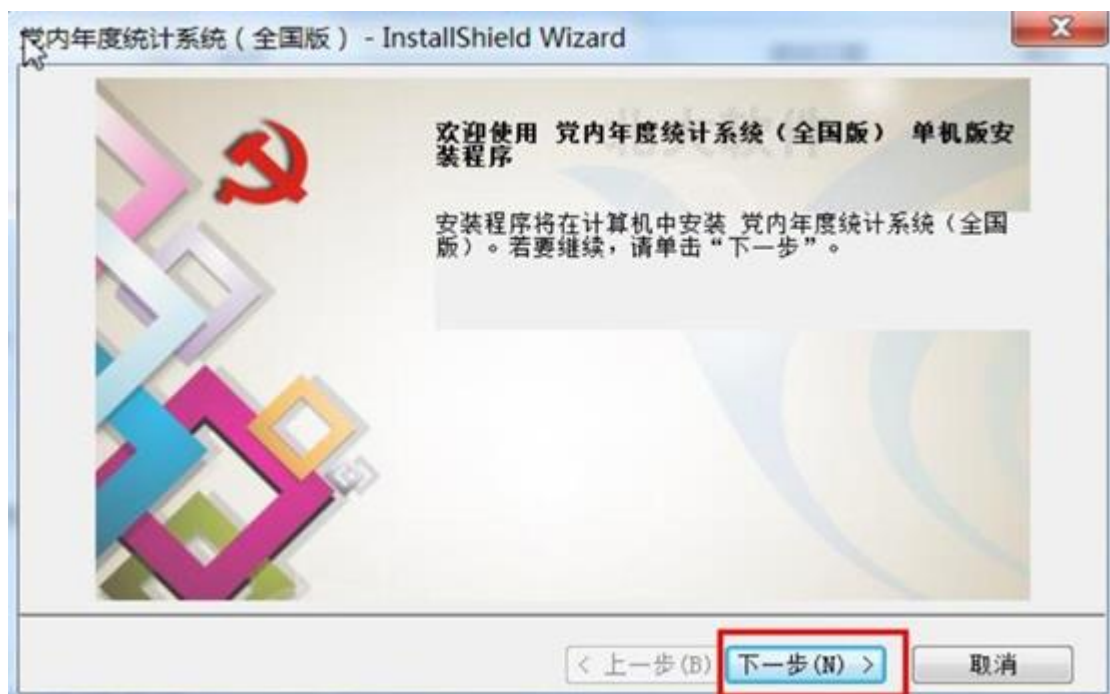 党内年度统计系统（全国版） - InstallShield Wizard
欢迎使用 党内年度统计系统（全国版） 单机版安
装程序
安装程序将在计算机中安装 党内年度统计系统（全国
版）。若要继续，请单击“下一步”。
< 上一步(B) 下一步(N) > 取消